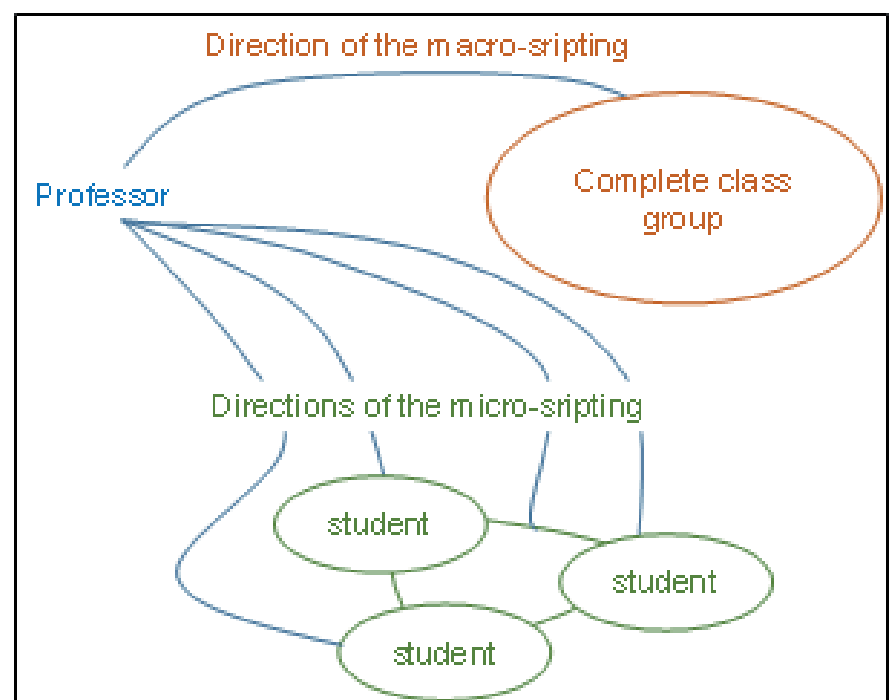 Direction of the macro-sripting
Professor
Complete class
group
Directions of the micro-sripting
student
student
student